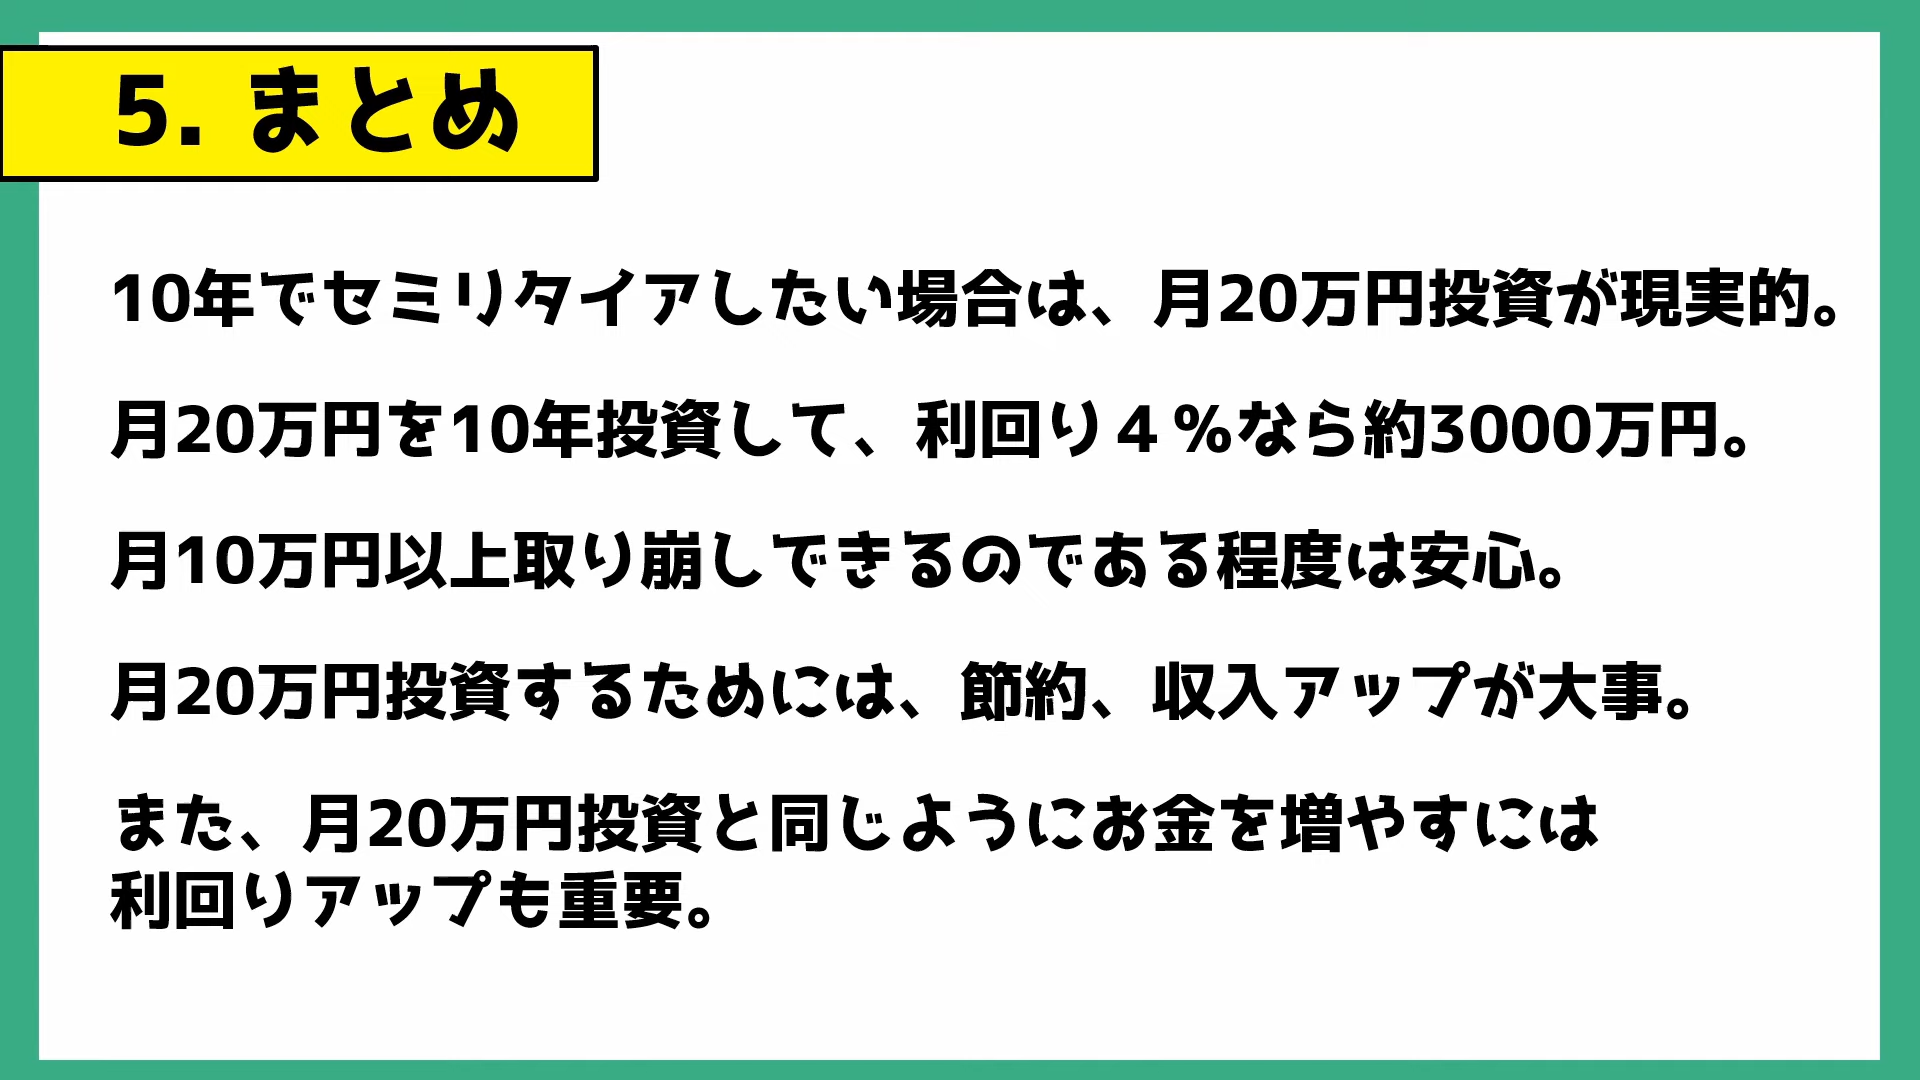 5. まとめ
10年でセミリタイアしたい場合は、月20万円投資が現実的。
月20万円を10年投資して、利回り４％なら約3000万円。
月10万円以上取り崩しできるのである程度は安心。
月20万円投資するためには、節約、収入アップが大事。
また、月20万円投資と同じようにお金を増やすには
利回りアップも重要。